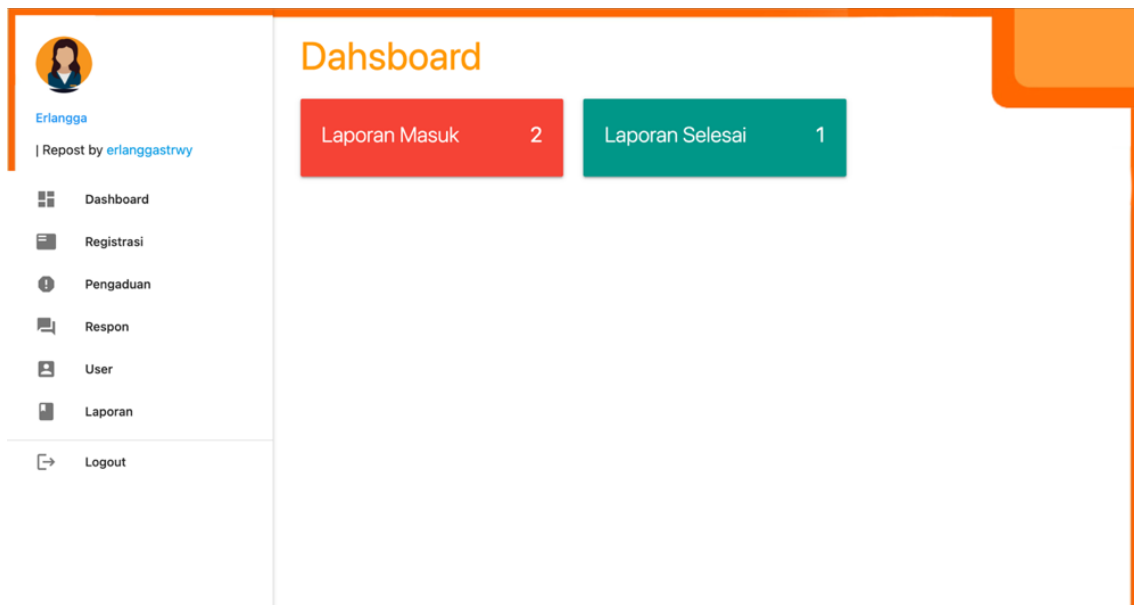 Erlangga
| Repost by erlanggastrwy
Dashboard
Registrasi
Pengaduan
Respon
User
Laporan
Logout
Dahsboard
Laporan Masuk 2
Laporan Selesai 1